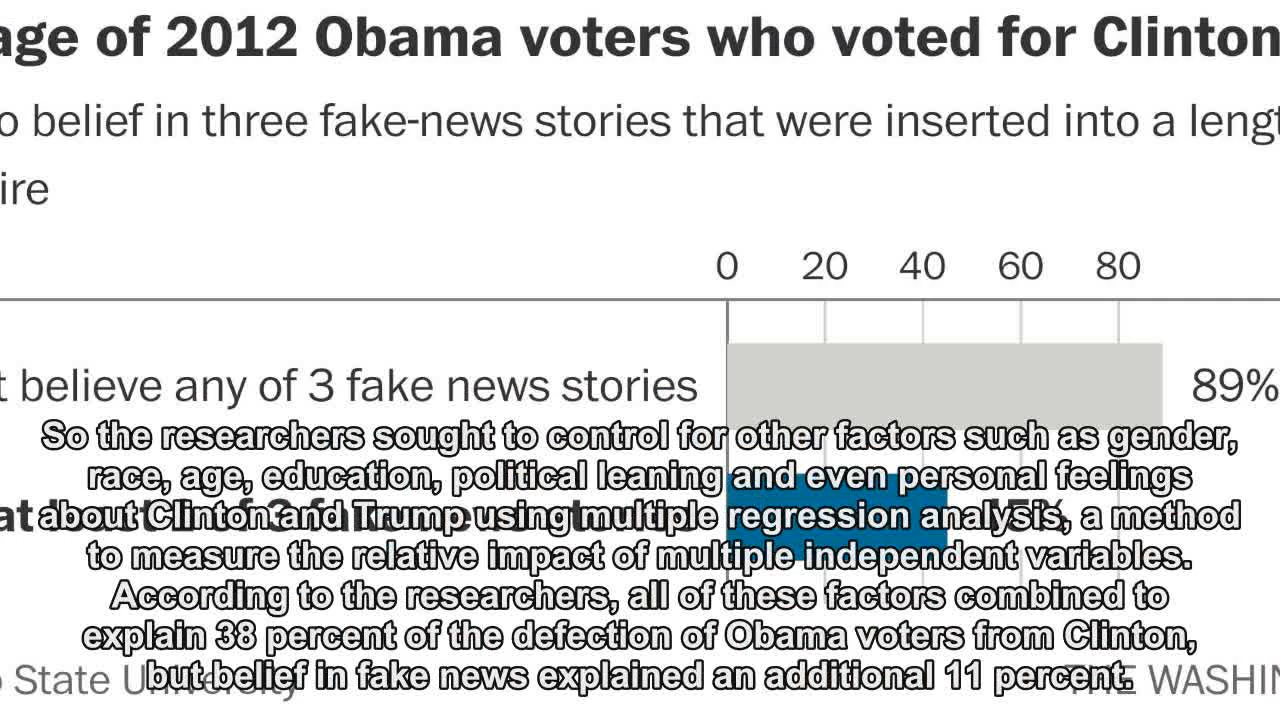 age of 2012 Obama voters who voted for Clinton
o belief in three fake-news stories that were inserted into a lengt
ire
0 20 40 60 80
t believe any of 3 fake news stories 89%
So the researchers sought to control for other factors such as gender,
race, age, education, political leaning and even personal feelings
about Clinton and Trump using multiple regression analysis, a method
to measure the relative impact of multiple independent variables.
According to the researchers, all of these factors combined to
explain 38 percent of the defection of Obama voters from Clinton,
but belief in fake news explained an additional 11 percent.
o State University THE WASHIN